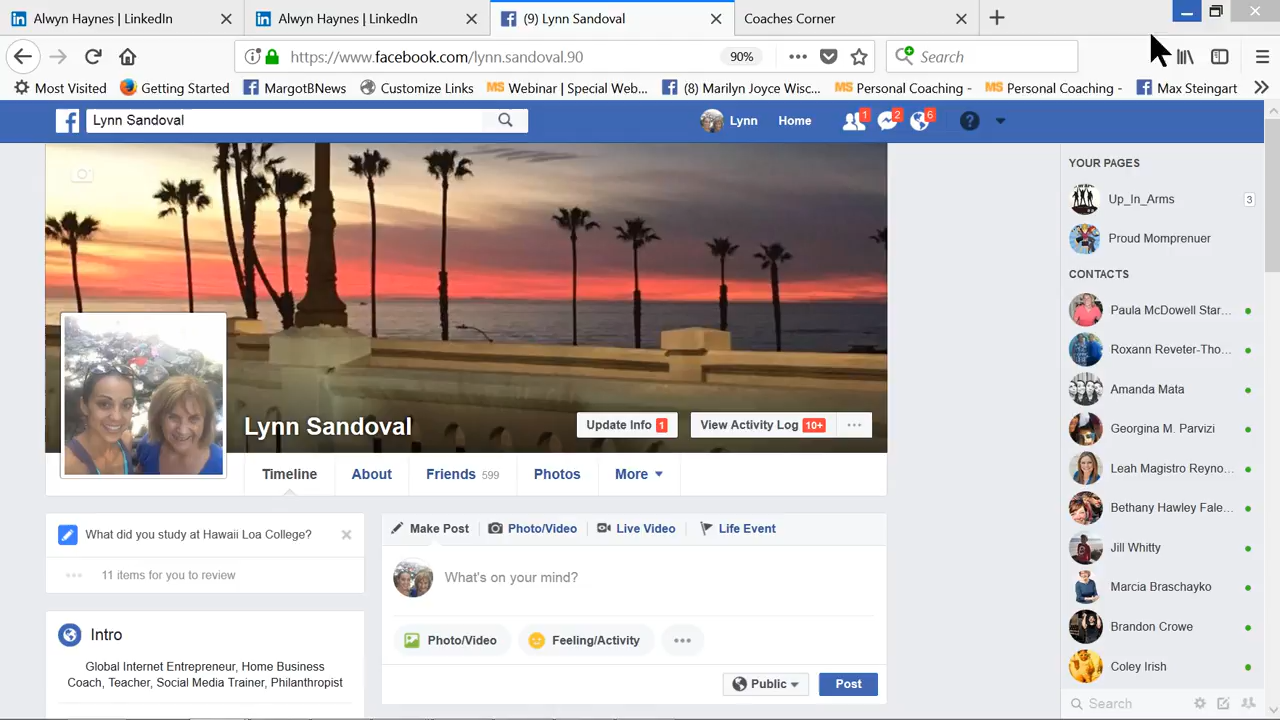 Alwyn Haynes | LinkedIn
Alwyn Haynes | LinkedIn
(9) Lynn Sandoval
Coaches Corner
https://www.facebook.com/lynn.sandoval.90
90%
Search
Most Visited
Getting Started
MargotBNews
Customize Links
Webinar | Special Web...
(8) Marilyn Joyce Wisc...
Personal Coaching -
Personal Coaching -
Max Steingart
Lynn Sandoval
Lynn
Home
1
2
6
YOUR PAGES
Up_In_Arms
3
Proud Momprenuer
CONTACTS
Paula McDowell Star...
Roxann Reveter-Tho...
Amanda Mata
Georgina M. Parvizi
Leah Magistro Reyno...
Bethany Hawley Fale...
Jill Whitty
Marcia Braschayko
Brandon Crowe
Coley Irish
Search
Lynn Sandoval
Update Info 1
View Activity Log 10+
Timeline
About
Friends 599
Photos
More
What did you study at Hawaii Loa College?
11 items for you to review
Intro
Global Internet Entrepreneur, Home Business
Coach, Teacher, Social Media Trainer, Philanthropist
Make Post
Photo/Video
Live Video
Life Event
What's on your mind?
Photo/Video
Feeling/Activity
Public
Post